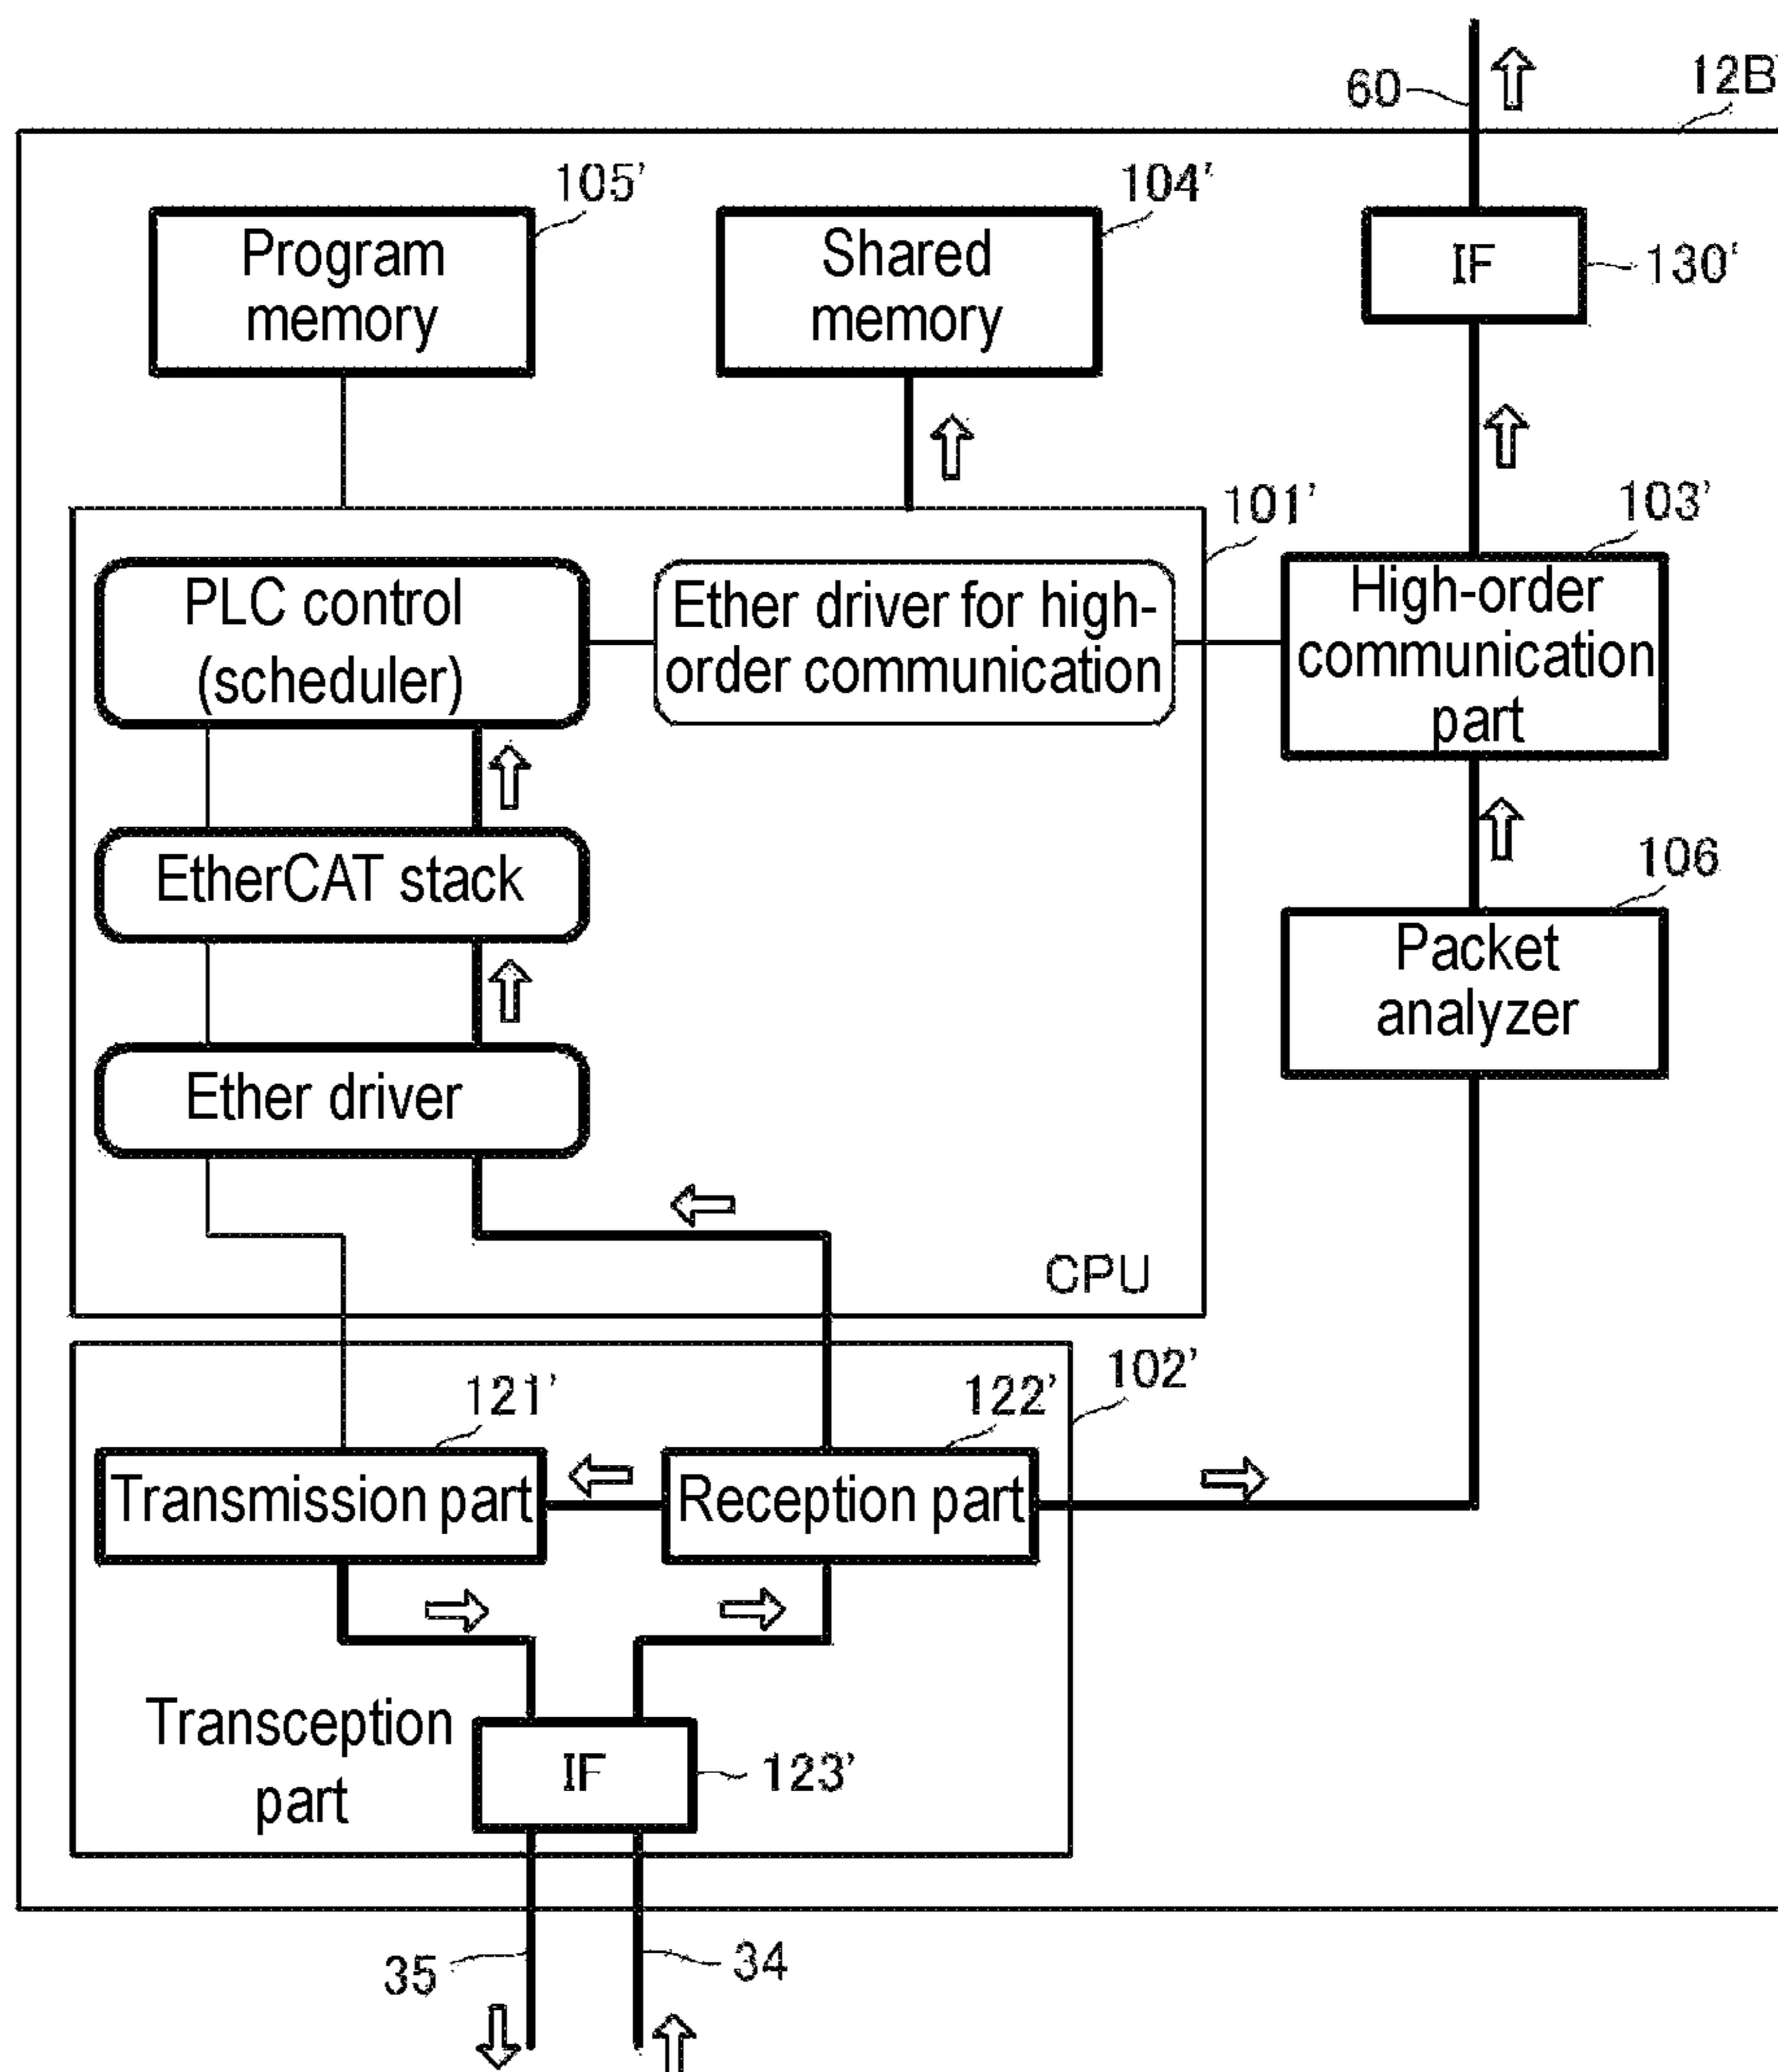 60
12B
105'
104'
Program
memory
Shared
memory
IF
130'
101'
103'
PLC control
(scheduler)
Ether driver for high-
order communication
High-order
communication
part
EtherCAT stack
106
Packet
analyzer
Ether driver
CPU
102'
121'
122'
Transmission part
Reception part
Transception
part
IF
123'
35
34